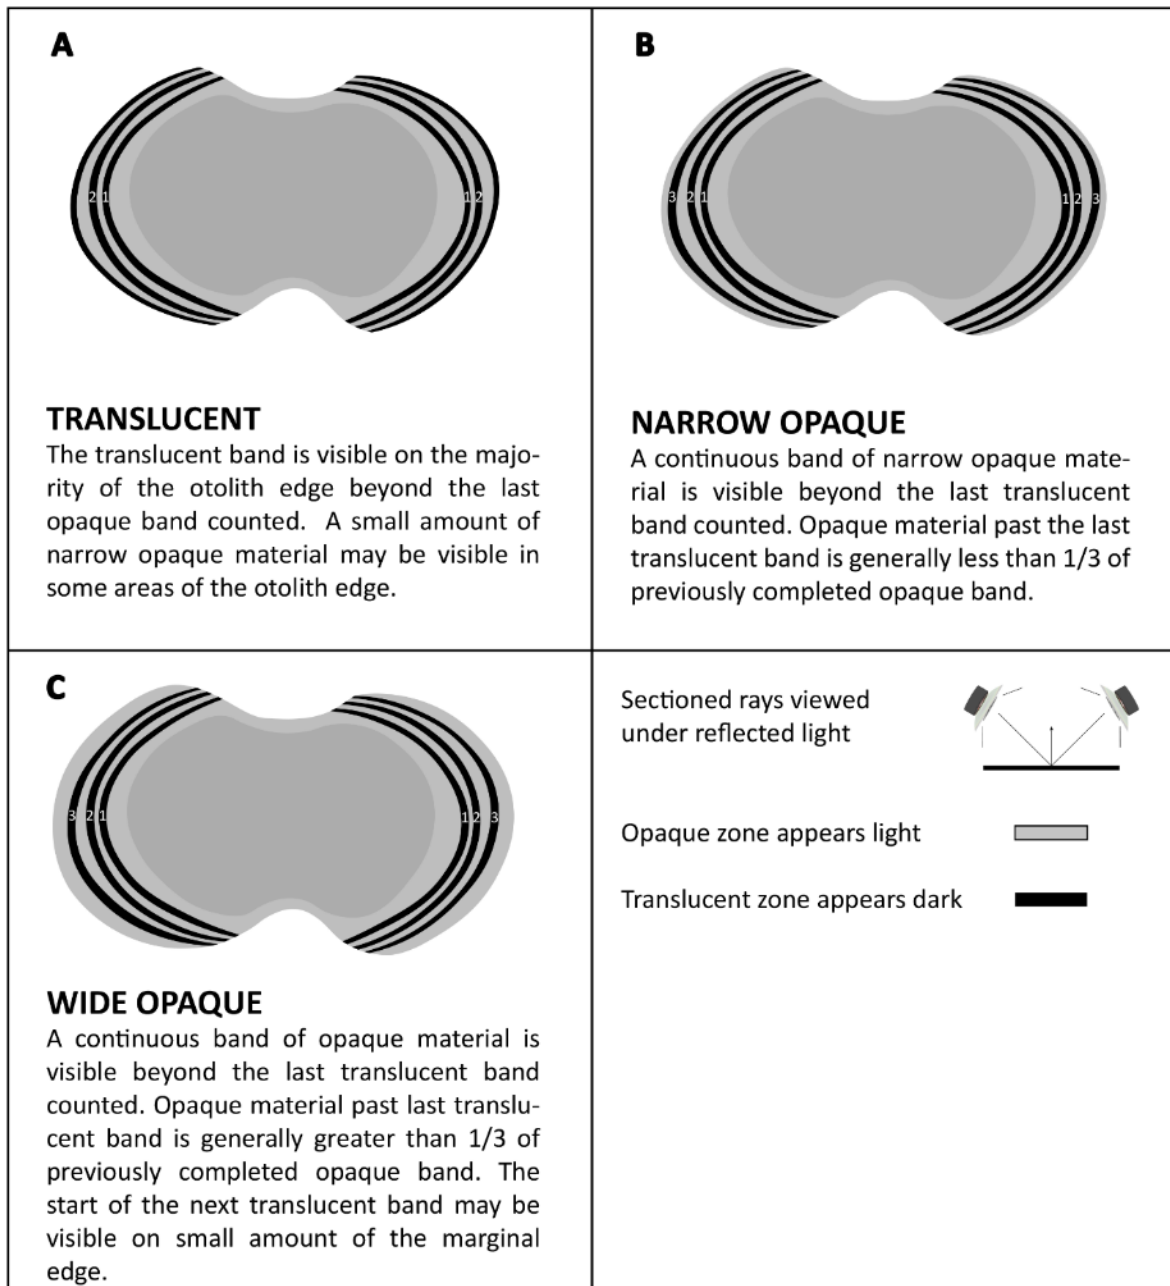 A
2
1
1
2
TRANSLUCENT
The translucent band is visible on the majo-
rity of the otolith edge beyond the last
opaque band counted.  A small amount of
narrow opaque material may be visible in
some areas of the otolith edge.
B
3
2
1
1
2
3
NARROW OPAQUE
A continuous band of narrow opaque mate-
rial is visible beyond the last translucent
band counted. Opaque material past the last
translucent band is generally less than 1/3 of
previously completed opaque band.
C
3
2
1
1
2
3
WIDE OPAQUE
A continuous band of opaque material is
visible beyond the last translucent band
counted. Opaque material past last translu-
cent band is generally greater than 1/3 of
previously completed opaque band. The
start of the next translucent band may be
visible on small amount of the marginal
edge.
Sectioned rays viewed
under reflected light
Opaque zone appears light
Translucent zone appears dark